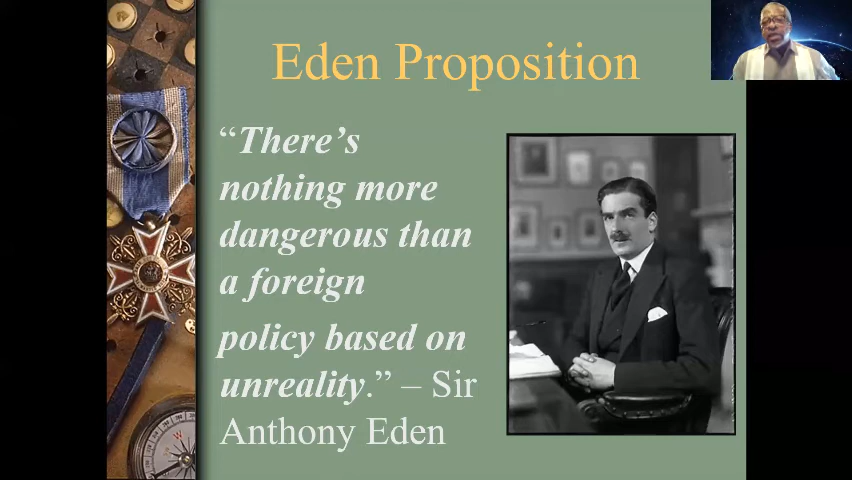 Eden Proposition
“There’s
nothing more
dangerous than
a foreign
policy based on
unreality.” – Sir
Anthony Eden